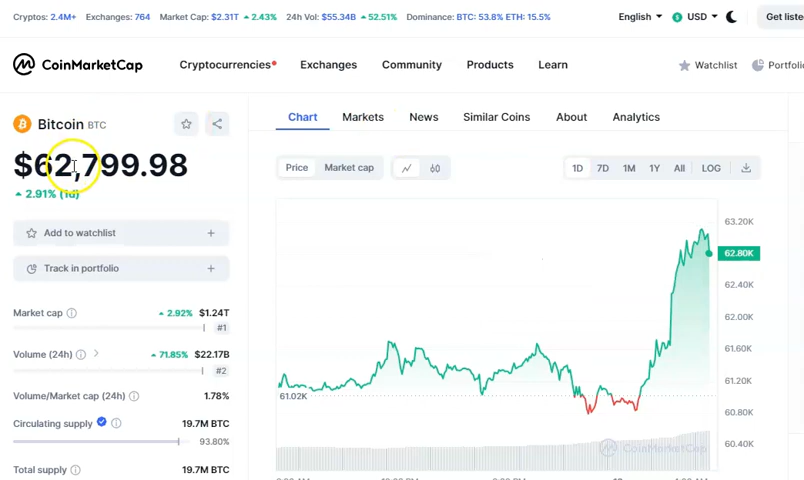 Cryptos: 2.4M+ Exchanges: 764 Market Cap: $2.31T 2.43% 24h Vol: $55.34B 52.51% Dominance: BTC: 53.8% ETH: 15.5% English USD Get liste
CoinMarketCap Cryptocurrencies Exchanges Community Products Learn Watchlist Portfolio
Bitcoin BTC
$62,799.98
2.91% (1d)
Add to watchlist +
Track in portfolio +
Market cap 2.92% $1.24T
#1
Volume (24h) 71.85% $22.17B
#2
Volume/Market cap (24h) 1.78%
Circulating supply 19.7M BTC
93.80%
Total supply 19.7M BTC
Chart Markets News Similar Coins About Analytics
Price Market cap 1D 7D 1M 1Y All LOG
63.20K
62.80K
62.40K
62.00K
61.60K
61.20K
61.02K
60.80K
60.40K
CoinMarketCap